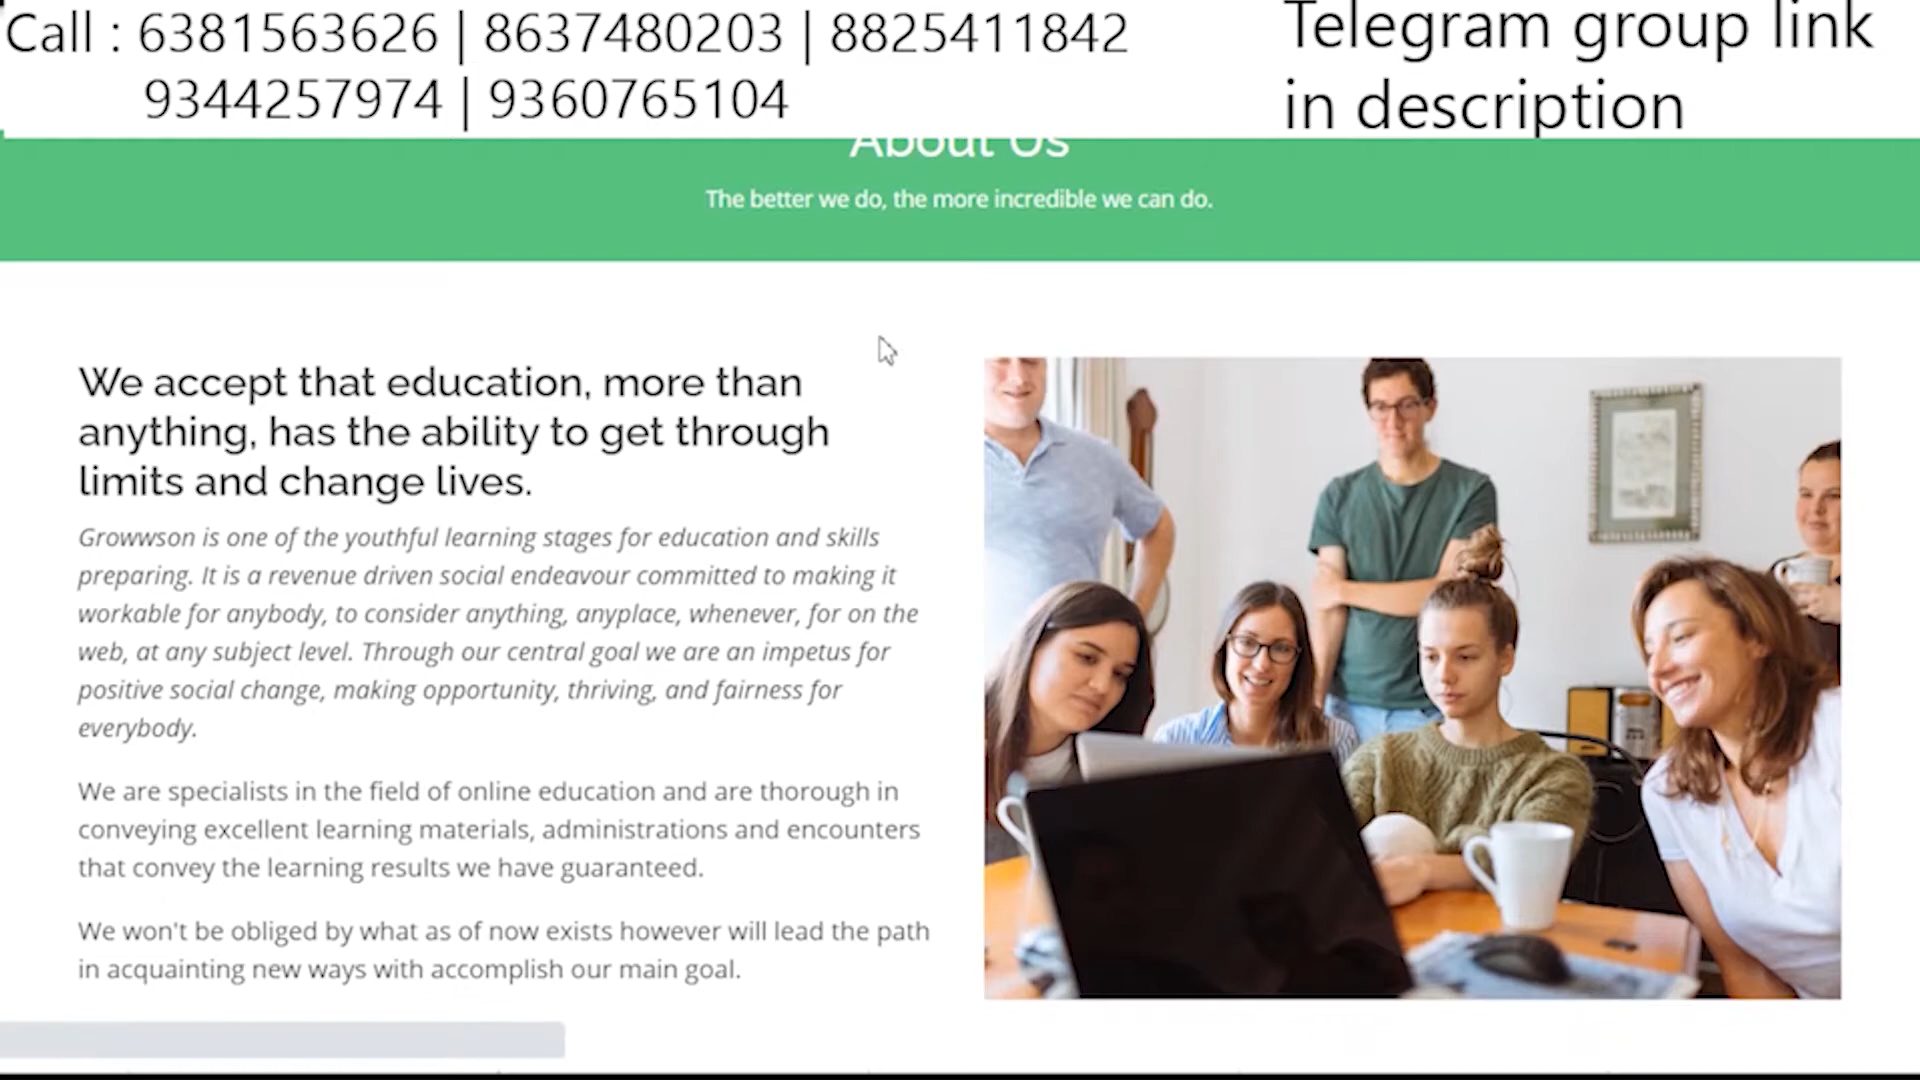 Call : 6381563626 | 8637480203 | 8825411842
9344257974 | 9360765104
Telegram group link
in description
About Us
The better we do, the more incredible we can do.
We accept that education, more than
anything, has the ability to get through
limits and change lives.
Growwson is one of the youthful learning stages for education and skills
preparing. It is a revenue driven social endeavour committed to making it
workable for anybody, to consider anything, anyplace, whenever, for on the
web, at any subject level. Through our central goal we are an impetus for
positive social change, making opportunity, thriving, and fairness for
everybody.
We are specialists in the field of online education and are thorough in
conveying excellent learning materials, administrations and encounters
that convey the learning results we have guaranteed.
We won't be obliged by what as of now exists however will lead the path
in acquainting new ways with accomplish our main goal.